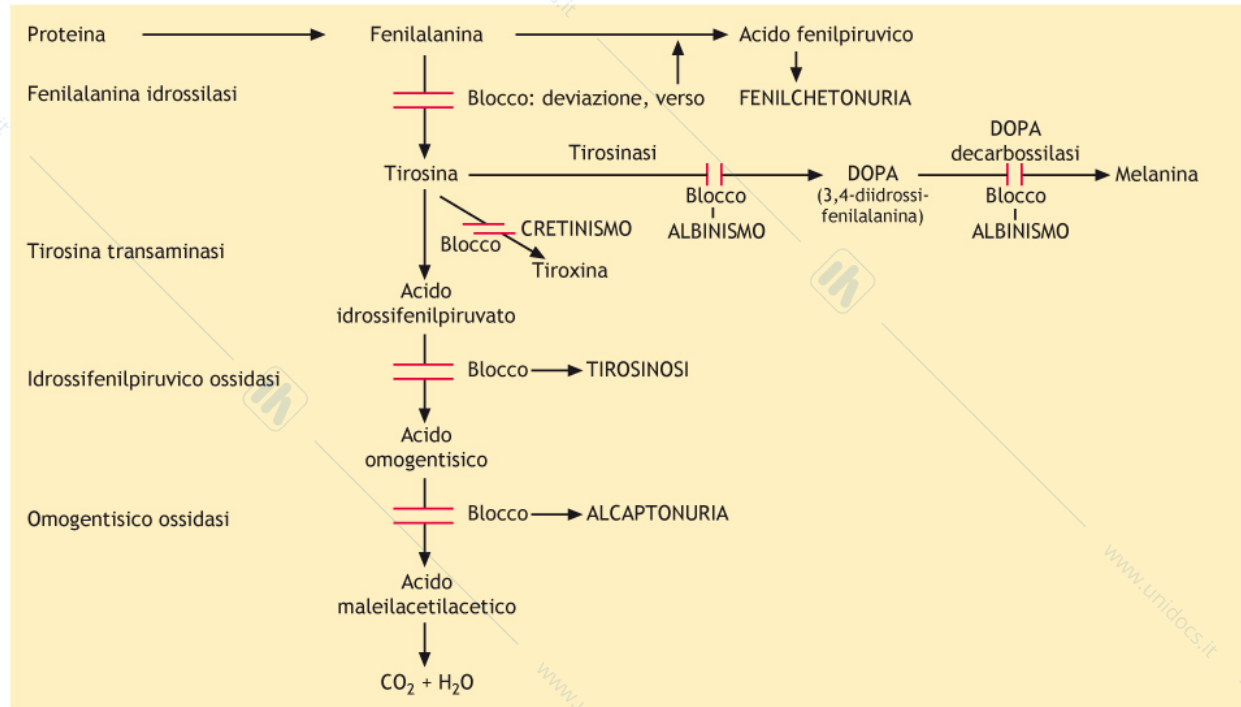 Proteina
Fenilalanina
Acido fenilpiruvico
Fenilalanina idrossilasi
Blocco: deviazione, verso
FENILCHETONURIA
Tirosina
Tirosinasi
Blocco
ALBINISMO
DOPA
(3,4-diidrossi-
fenilalanina)
DOPA
decarbossilasi
Blocco
ALBINISMO
Melanina
Blocco
CRETINISMO
Tiroxina
Tirosina transaminasi
Acido
idrossifenilpiruvato
Idrossifenilpiruvico ossidasi
Blocco
TIROSINOSI
Acido
omogentisico
Omogentisico ossidasi
Blocco
ALCAPTONURIA
Acido
maleilacetilacetico
CO₂ + H₂O
www.unidocs.it